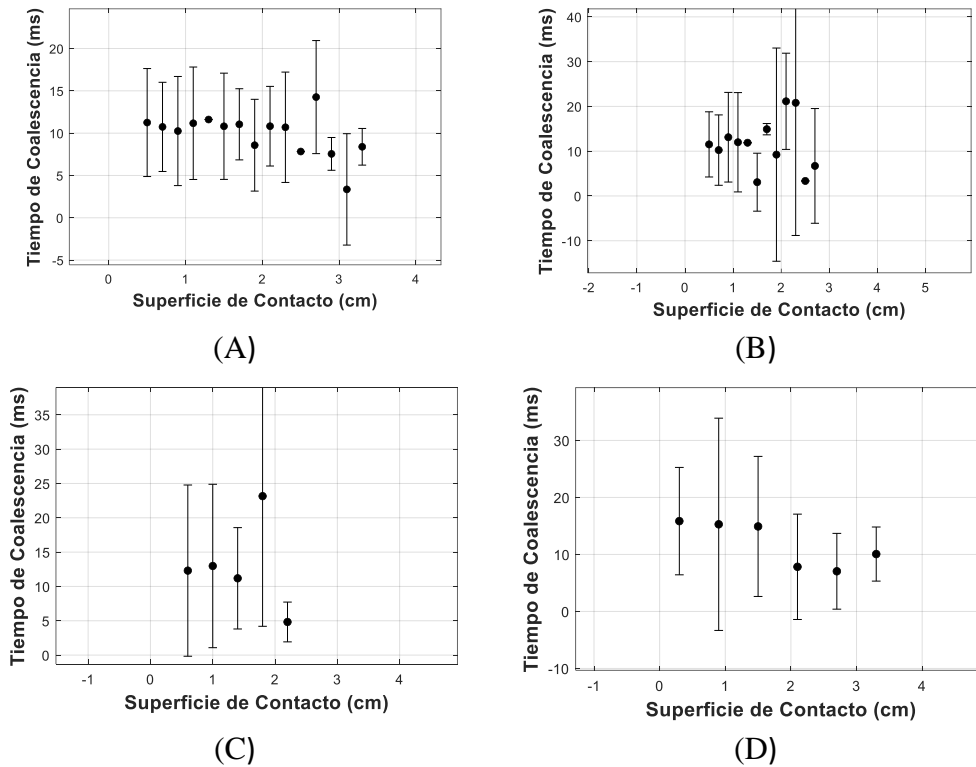 Tiempo de Coalescencia (ms)
20
15
10
5
0
-5
0 1 2 3 4
Superficie de Contacto (cm)
(A)
Tiempo de Coalescencia (ms)
40
30
20
10
0
-10
-2 -1 0 1 2 3 4 5
Superficie de Contacto (cm)
(B)
Tiempo de Coalescencia (ms)
35
30
25
20
15
10
5
0
-1 0 1 2 3 4
Superficie de Contacto (cm)
(C)
Tiempo de Coalescencia (ms)
30
20
10
0
-10
-1 0 1 2 3 4
Superficie de Contacto (cm)
(D)